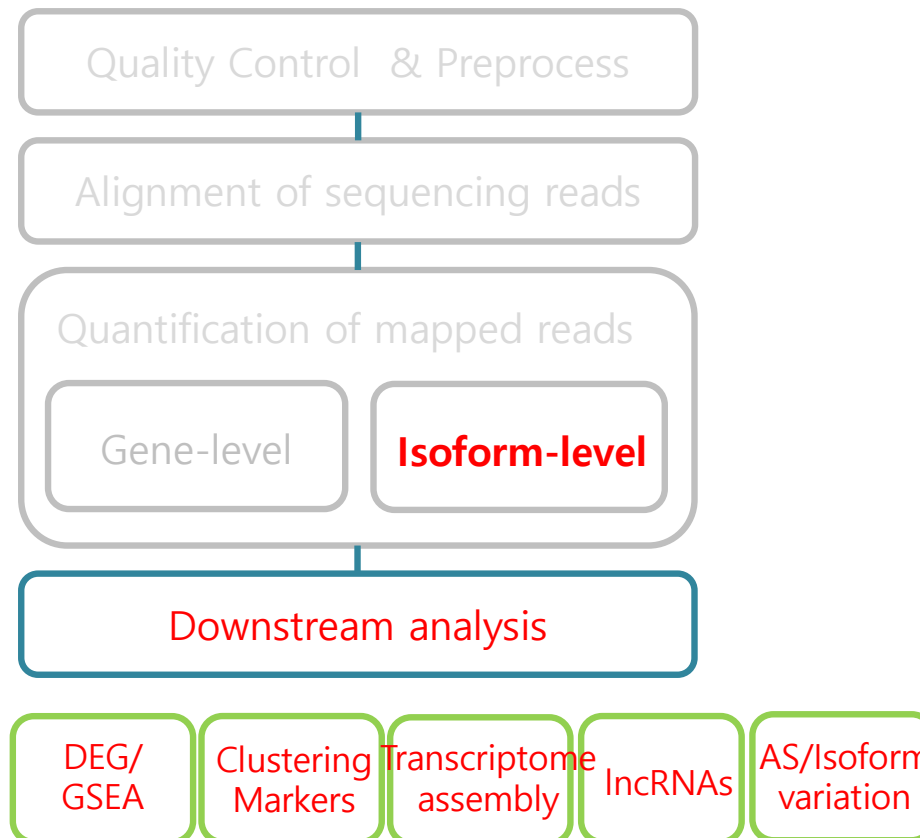 Quality Control & Preprocess
Alignment of sequencing reads
Quantification of mapped reads
Gene-level
Isoform-level
Downstream analysis
DEG/
GSEA
Clustering
Markers
Transcriptome
assembly
lncRNAs
AS/Isoform
variation